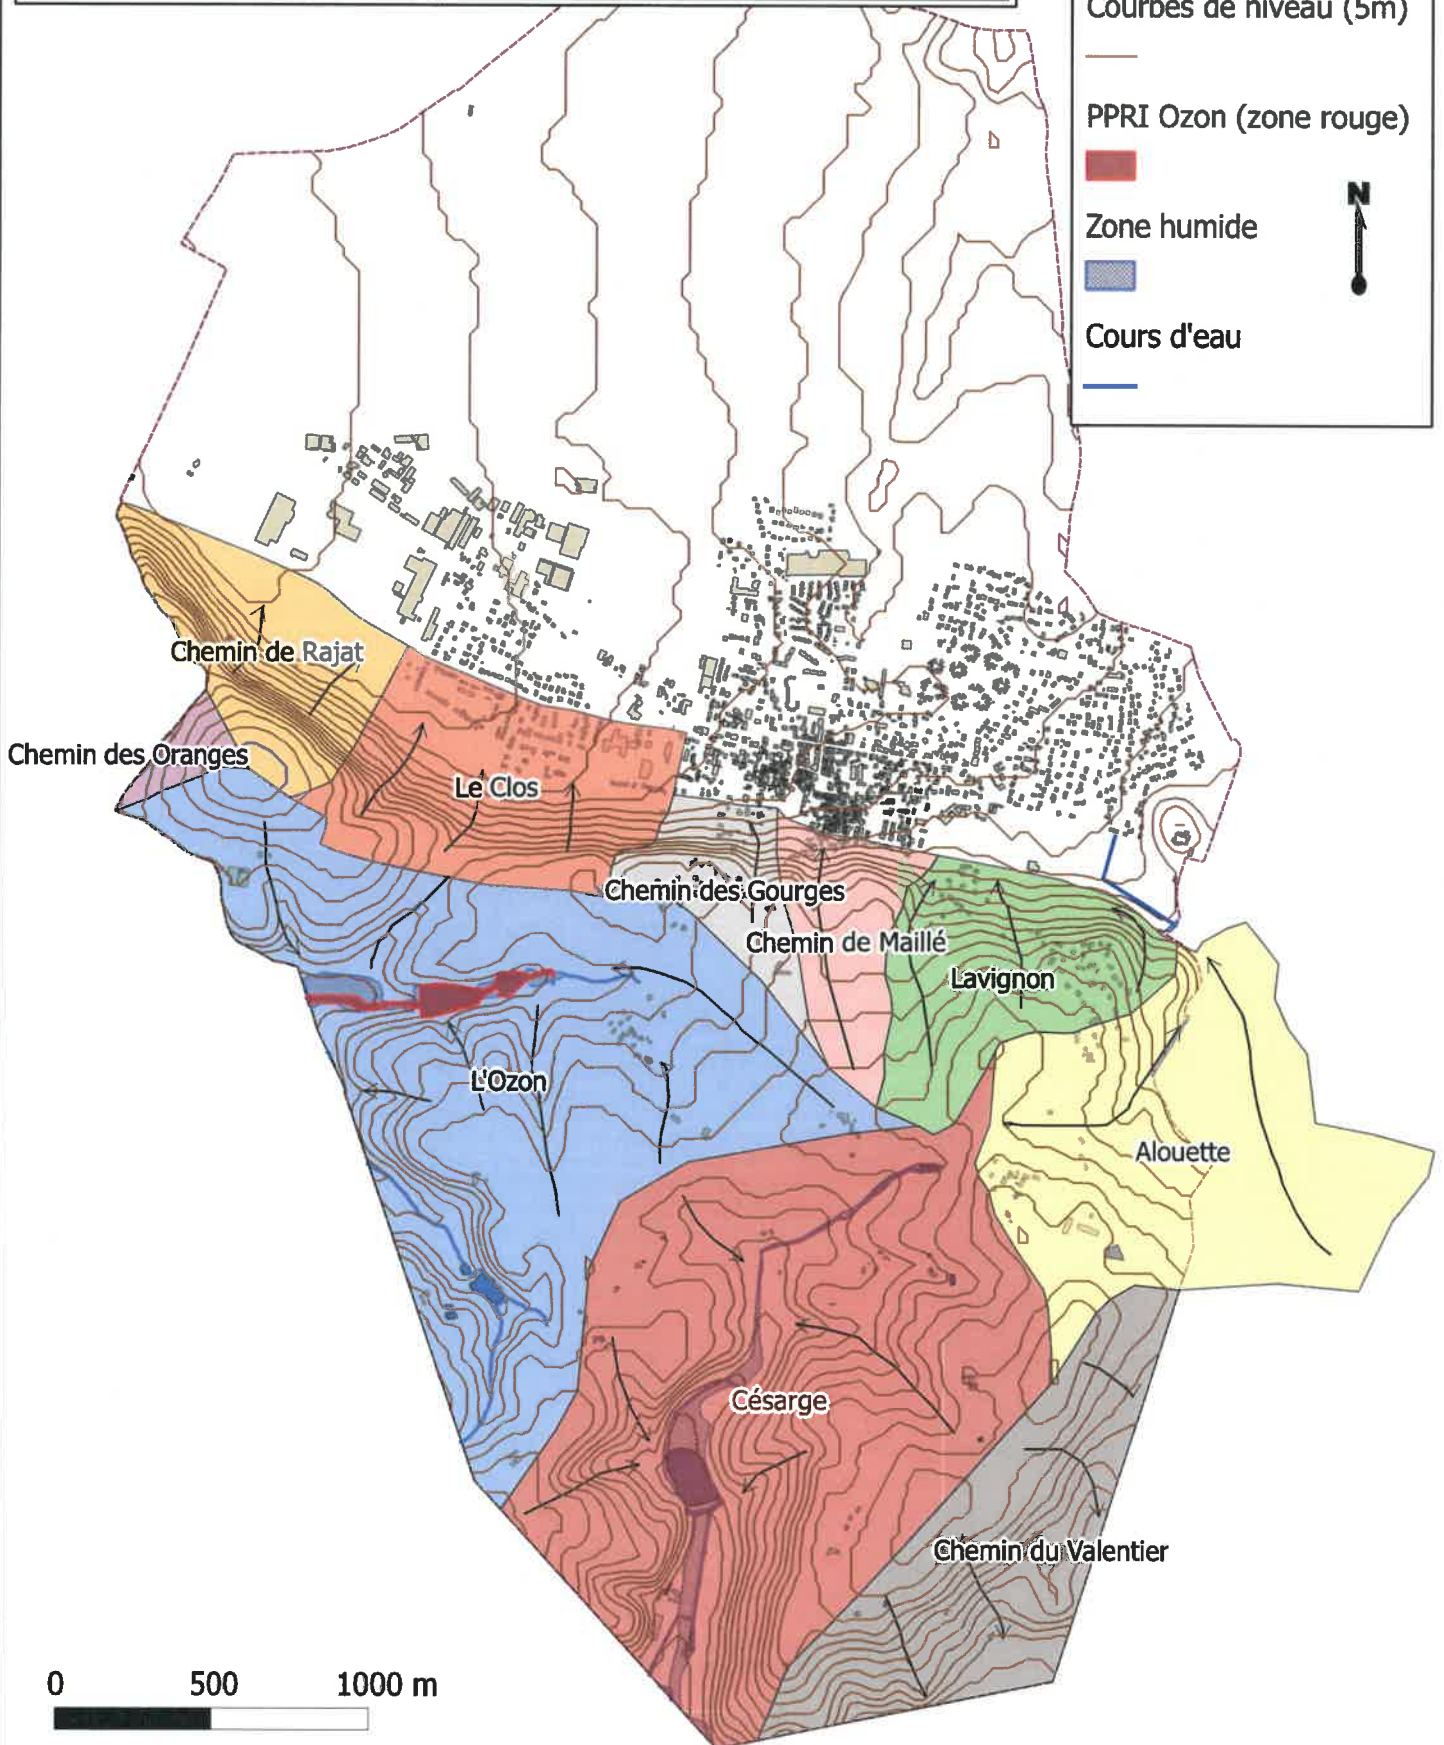 Courbes de niveau (5m)
PPRI Ozon (zone rouge)
N
Zone humide
Cours d'eau
Chemin de Rajat
Chemin des Oranges
Le Clos
Chemin des Gourges
Chemin de Maillé
Lavignon
L'Ozon
Alouette
Césarge
Chemin du Valentier
0 500 1000 m